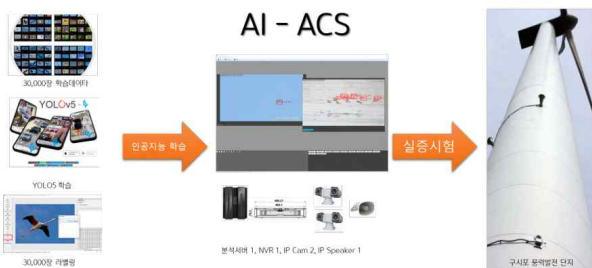 AI - ACS
30,000장 학습데이타
YOLOv5
YOLO5 학습
30,000장 라벨링
인공지능 학습
분석서버 1, NVR 1, IP Cam 2, IP Speaker 1
실증시험
구시포 풍력발전 단지